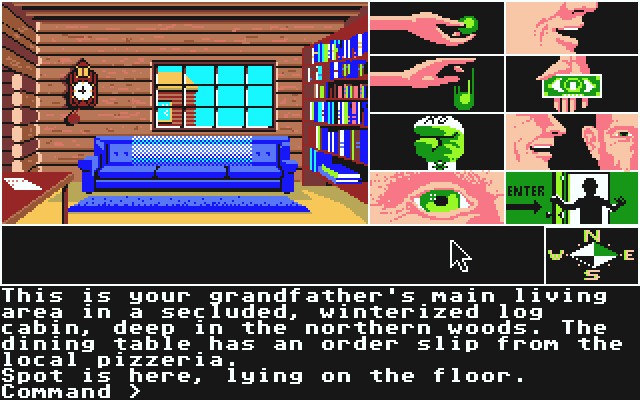 ENTER
N
W E
S
This is your grandfather's main living
area in a secluded, winterized log
cabin, deep in the northern woods. The
dining table has an order slip from the
local pizzeria.
Spot is here, lying on the floor.
Command >